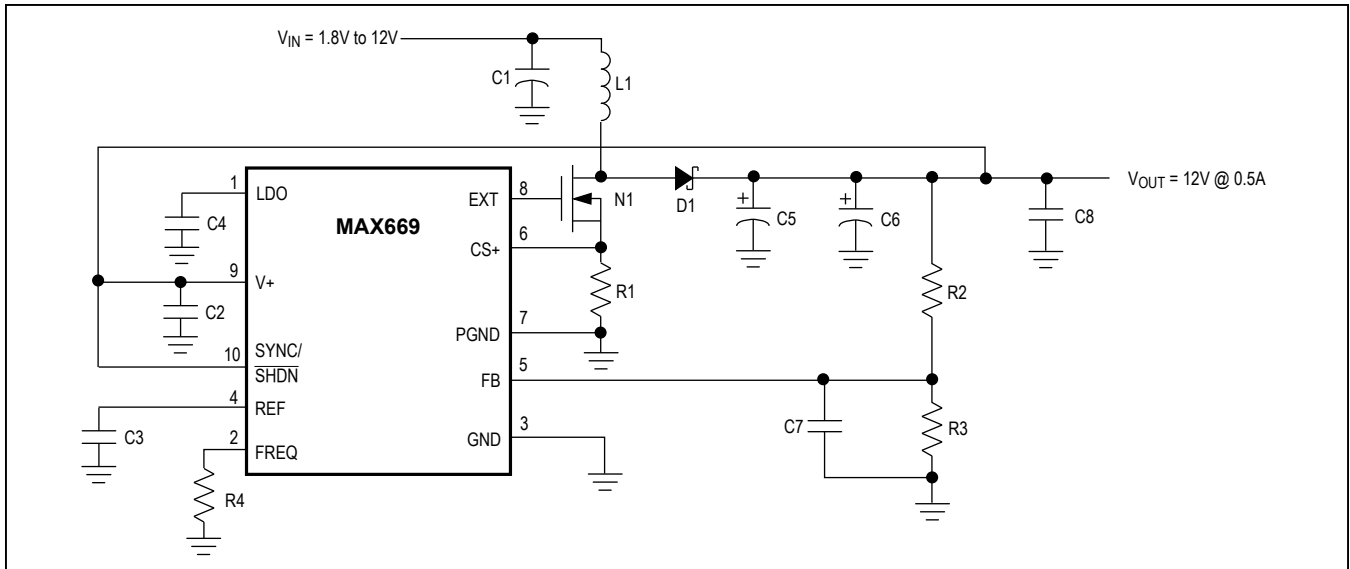 V_IN = 1.8V to 12V
C1
L1
1
LDO
C4
MAX669
EXT
8
N1
D1
+
C5
+
C6
C8
V_OUT = 12V @ 0.5A
CS+
6
9
V+
C2
R1
R2
PGND
7
10
SYNC/
SHDN
FB
5
4
REF
C3
GND
3
C7
R3
2
FREQ
R4